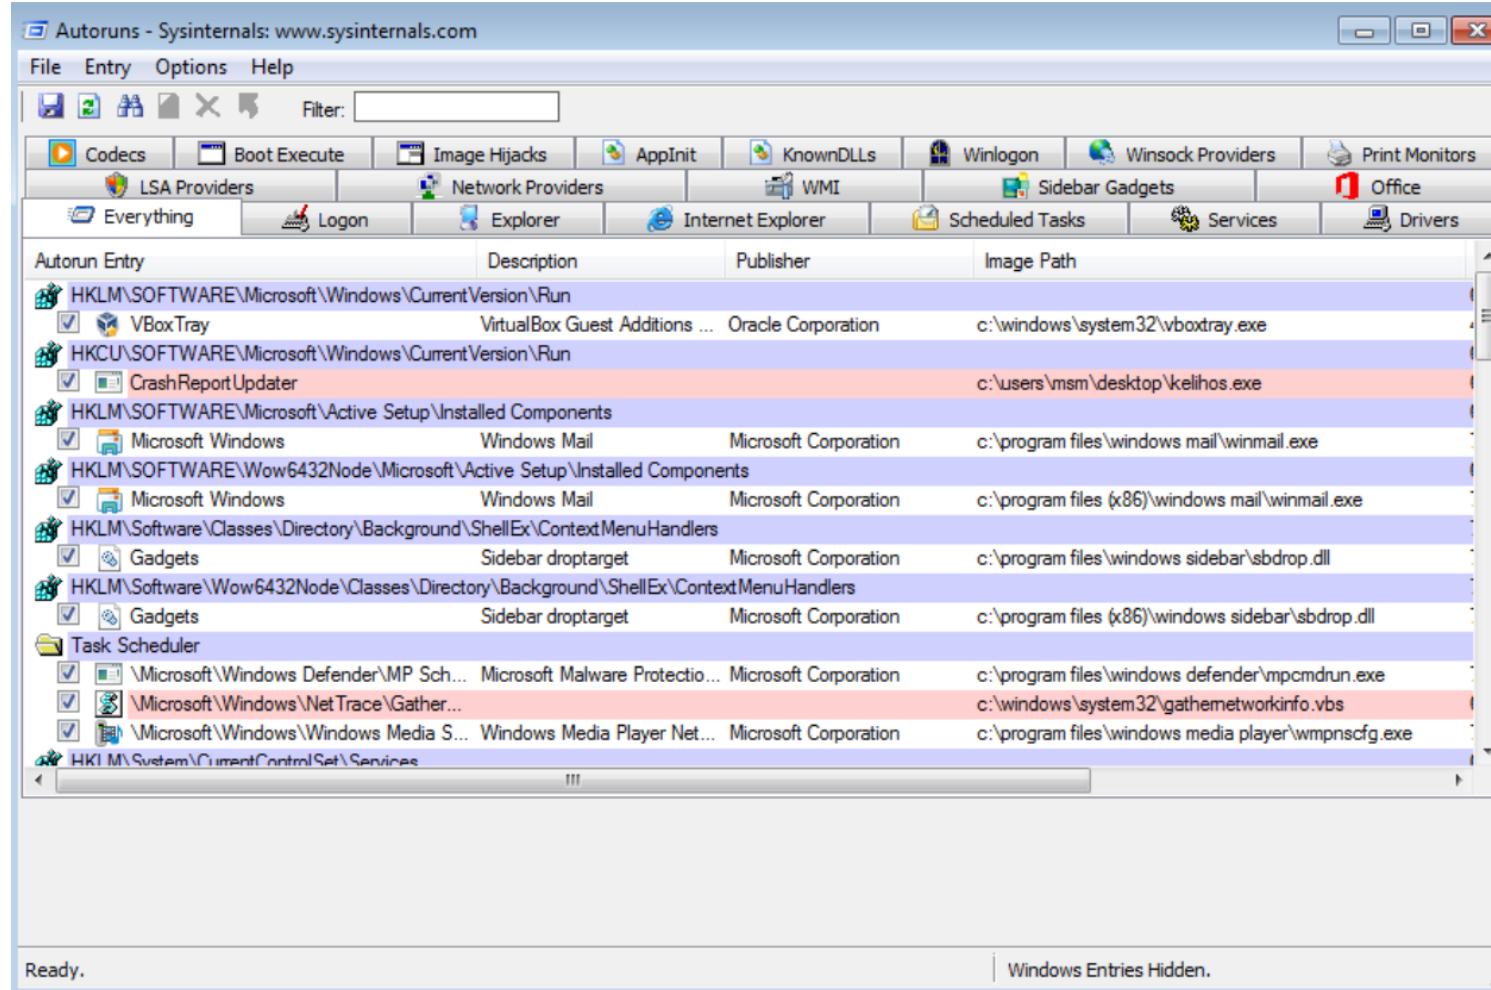 Autoruns - Sysinternals: www.sysinternals.com
File Entry Options Help
Filter:
Codecs Boot Execute Image Hijacks AppInit KnownDLLs Winlogon Winsock Providers Print Monitors
LSA Providers Network Providers WMI Sidebar Gadgets Office
Everything Logon Explorer Internet Explorer Scheduled Tasks Services Drivers
Autorun Entry Description Publisher Image Path
HKLM\SOFTWARE\Microsoft\Windows\CurrentVersion\Run
VBoxTray VirtualBox Guest Additions ... Oracle Corporation c:\windows\system32\vboxtray.exe
HKCU\SOFTWARE\Microsoft\Windows\CurrentVersion\Run
CrashReportUpdater c:\users\msm\desktop\kelihos.exe
HKLM\SOFTWARE\Microsoft\Active Setup\Installed Components
Microsoft Windows Windows Mail Microsoft Corporation c:\program files\windows mail\winmail.exe
HKLM\SOFTWARE\Wow6432Node\Microsoft\Active Setup\Installed Components
Microsoft Windows Windows Mail Microsoft Corporation c:\program files (x86)\windows mail\winmail.exe
HKLM\Software\Classes\Directory\Background\ShellEx\ContextMenuHandlers
Gadgets Sidebar droptarget Microsoft Corporation c:\program files\windows sidebar\sbdrop.dll
HKLM\Software\Wow6432Node\Classes\Directory\Background\ShellEx\ContextMenuHandlers
Gadgets Sidebar droptarget Microsoft Corporation c:\program files (x86)\windows sidebar\sbdrop.dll
Task Scheduler
\Microsoft\Windows Defender\MP Sch... Microsoft Malware Protectio... Microsoft Corporation c:\program files\windows defender\mpcmdrun.exe
\Microsoft\Windows\NetTrace\Gather... c:\windows\system32\gathernetworkinfo.vbs
\Microsoft\Windows\Windows Media S... Windows Media Player Net... Microsoft Corporation c:\program files\windows media player\wmpnscfg.exe
HKLM\System\CurrentControlSet\Services
Ready. Windows Entries Hidden.